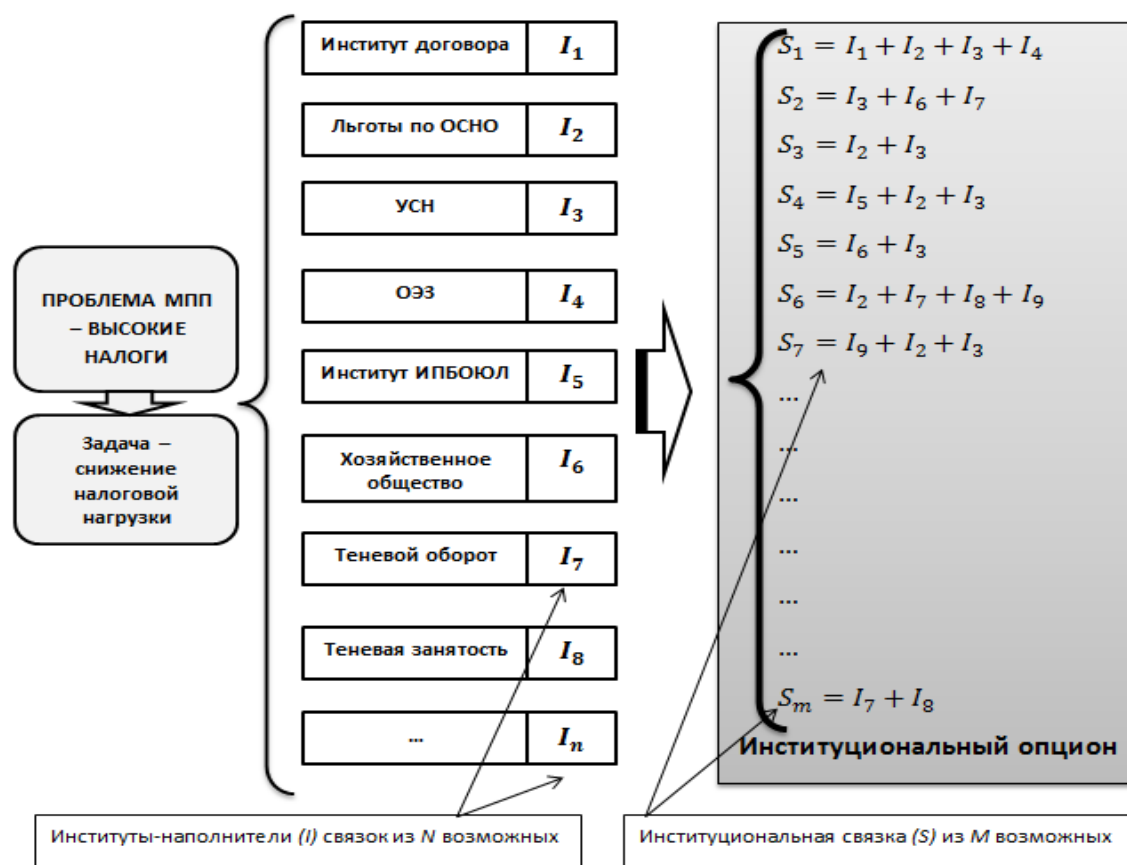 ПРОБЛЕМА МПП
– ВЫСОКИЕ
НАЛОГИ
Задача –
снижение
налоговой
нагрузки
Институт договора I₁
Льготы по ОСНО I₂
УСН I₃
ОЭЗ I₄
Институт ИПБОЮЛ I₅
Хозяйственное
общество I₆
Теневой оборот I₇
Теневая занятость I₈
... Iₙ
S₁ = I₁ + I₂ + I₃ + I₄
S₂ = I₃ + I₆ + I₇
S₃ = I₂ + I₃
S₄ = I₅ + I₂ + I₃
S₅ = I₆ + I₃
S₆ = I₂ + I₇ + I₈ + I₉
S₇ = I₉ + I₂ + I₃
...
...
...
...
...
...
Sₘ = I₇ + I₈
Институциональный опцион
Институты-наполнители (I) связок из N возможных
Институциональная связка (S) из M возможных